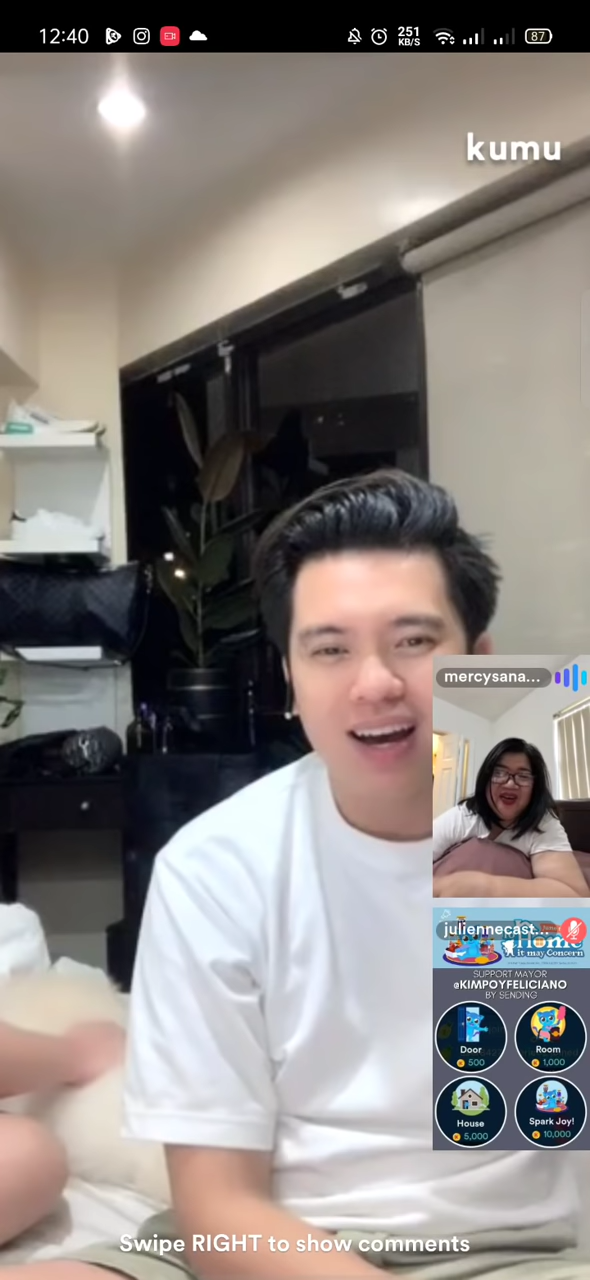 12:40
251
KB/S
87
kumu
mercysana...
juliennecast...
Home
it may Concern
SUPPORT MAYOR
@KIMPOYFELICIANO
BY SENDING
Door
500
Room
1,000
House
5,000
Spark Joy!
10,000
Swipe RIGHT to show comments